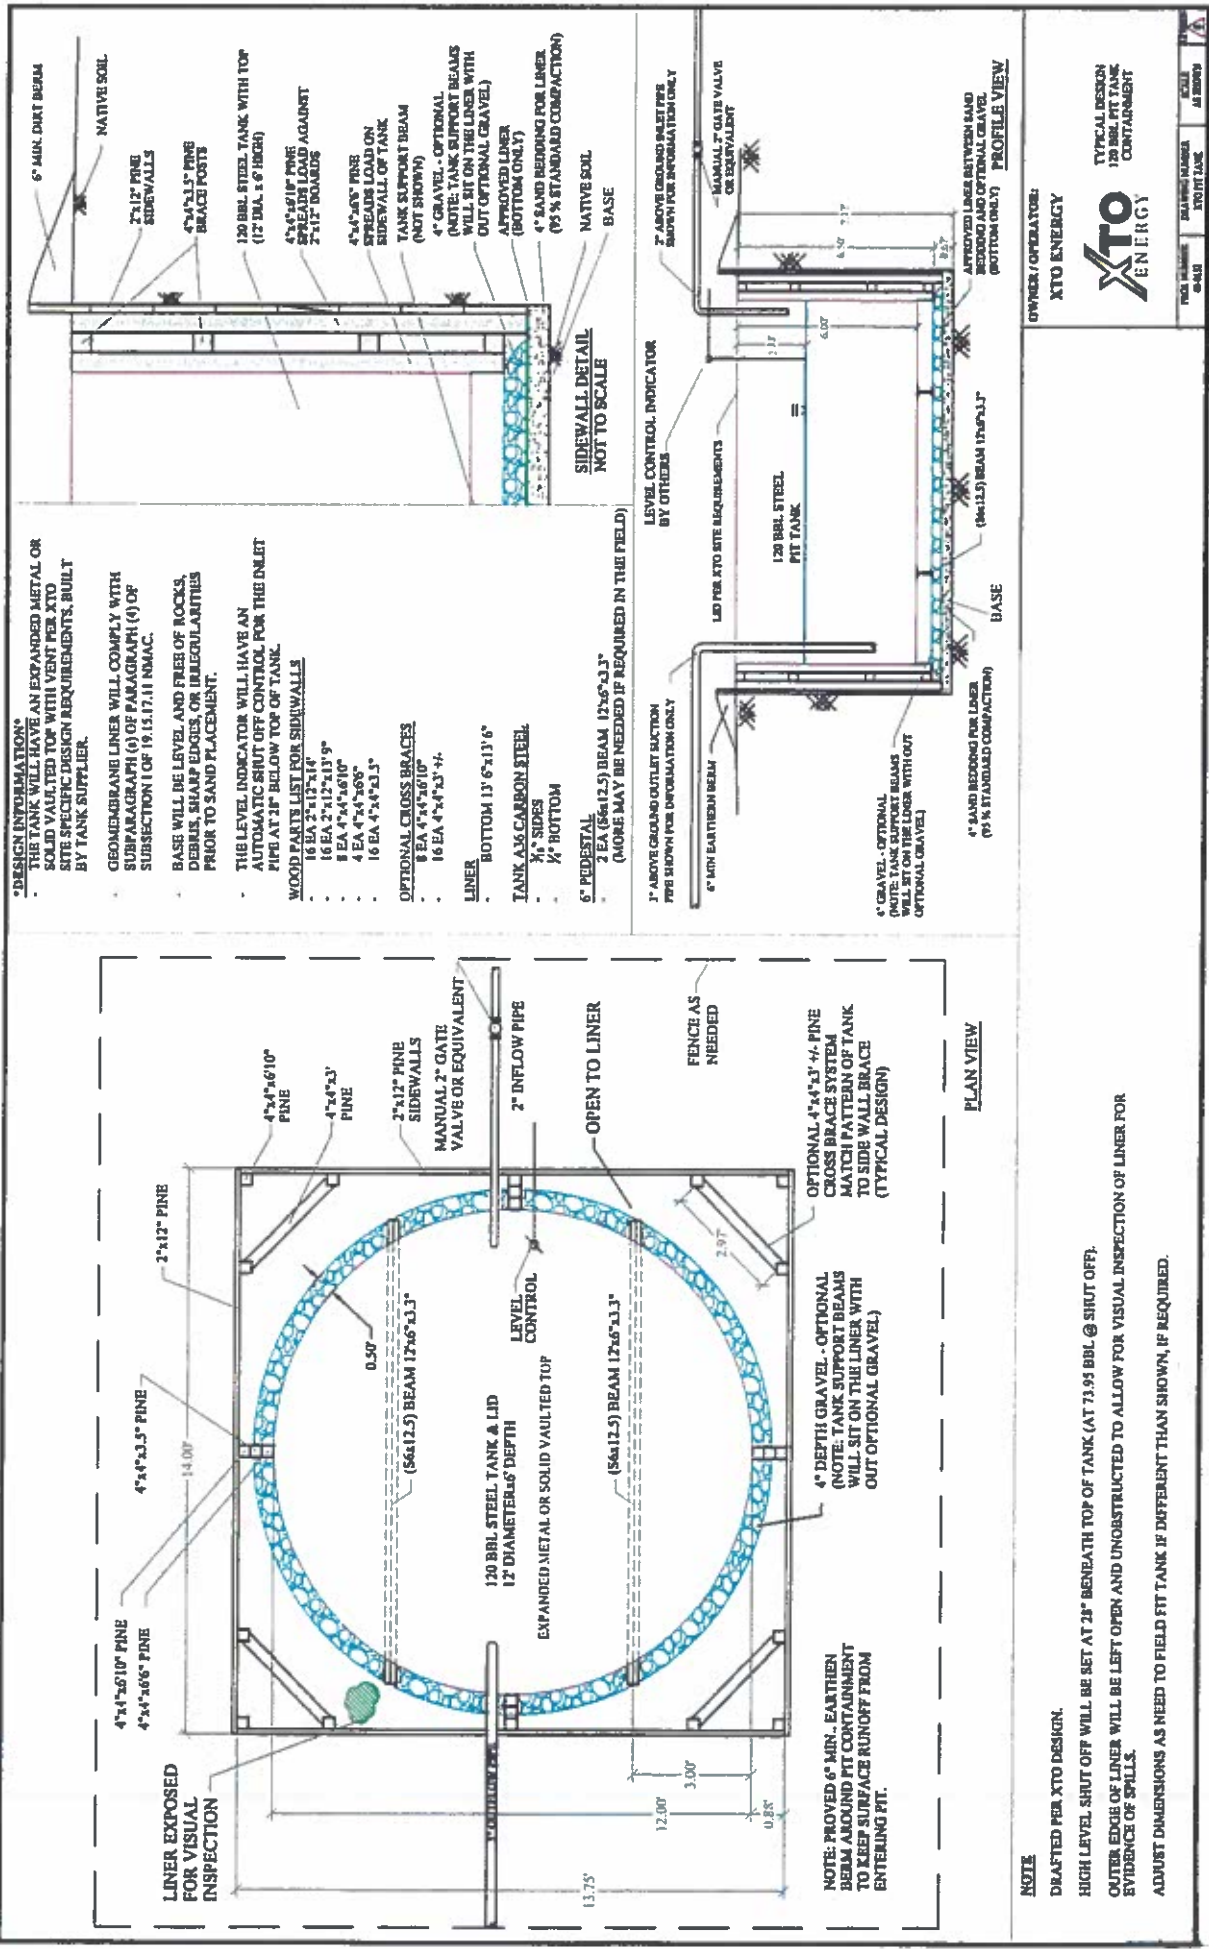 *DESIGN INFORMATION*
- THE TANK WILL HAVE AN EXPANDED METAL OR
SOLID VAULTED TOP WITH VENT PER XTO
SITE SPECIFIC DESIGN REQUIREMENTS, BUILT
BY TANK SUPPLIER.
- GEOMEMBRANE LINER WILL COMPLY WITH
SUBPARAGRAPH (a) OF PARAGRAPH (4) OF
SUBSECTION I OF 19.15.17.11 NMAC.
- BASE WILL BE LEVEL AND FREE OF ROCKS,
DEBRIS, SHARP EDGES, OR IRREGULARITIES
PRIOR TO SAND PLACEMENT.
- THE LEVEL INDICATOR WILL HAVE AN
AUTOMATIC SHUT OFF CONTROL FOR THE INLET
PIPE AT 28" BELOW TOP OF TANK.
WOOD PARTS LIST FOR SIDEWALLS
- 16 EA 2"x12"x14'
- 16 EA 2"x12"x13'9"
- 8 EA 4"x4"x6'10"
- 4 EA 4"x4"x6'6"
- 16 EA 4"x4"x3.5"
OPTIONAL CROSS BRACES
- 8 EA 4"x4"x6'10"
- 16 EA 4"x4"x3' +/-
LINER
- BOTTOM 13' 6"x13' 6"
TANK A36 CARBON STEEL
- SIDES
- ¼" BOTTOM
6" PEDESTAL
- 2 EA (S6x12.5) BEAM 12'x6"x3.3"
(MORE MAY BE NEEDED IF REQUIRED IN THE FIELD)
6" MIN. DIRT BERM
NATIVE SOIL
2"x12" PINE
SIDEWALLS
4"x4"x3.5" PINE
BRACE POSTS
120 BBL STEEL TANK WITH TOP
(12' DIA. x 6' HIGH)
4"x4"x6'10" PINE
SPREADS LOAD AGAINST
2"x12" BOARDS
4"x4"x6'6" PINE
SPREADS LOAD ON
SIDEWALL OF TANK
TANK SUPPORT BEAM
(NOT SHOWN)
4" GRAVEL - OPTIONAL
(NOTE: TANK SUPPORT BEAMS
WILL SIT ON THE LINER WITH
OUT OPTIONAL GRAVEL)
APPROVED LINER
(BOTTOM ONLY)
4" SAND BEDDING FOR LINER
(95 % STANDARD COMPACTION)
NATIVE SOIL
BASE
SIDEWALL DETAIL
NOT TO SCALE
LINER EXPOSED
FOR VISUAL
INSPECTION
4"x4"x6'10" PINE
4"x4"x6'6" PINE
4"x4"x3.5" PINE
2"x12" PINE
4"x4"x6'10"
PINE
4"x4"x3'
PINE
2"x12" PINE
SIDEWALLS
MANUAL 2" GATE
VALVE OR EQUIVALENT
14.00'
0.50'
(S6x12.5) BEAM 12'x6"x3.3"
120 BBL STEEL TANK & LID
12' DIAMETERx6' DEPTH
EXPANDED METAL OR SOLID VAULTED TOP
LEVEL
CONTROL
2" INFLOW PIPE
OPEN TO LINER
(S6x12.5) BEAM 12'x6"x3.3"
FENCE AS
NEEDED
13.75'
12.00'
3.00'
0.88'
2.97'
NOTE: PROVED 6" MIN., EARTHEN
BERM AROUND PIT CONTAINMENT
TO KEEP SURFACE RUNOFF FROM
ENTERING PIT.
4" DEPTH GRAVEL - OPTIONAL
(NOTE: TANK SUPPORT BEAMS
WILL SIT ON THE LINER WITH
OUT OPTIONAL GRAVEL)
OPTIONAL 4"x4"x3' +/- PINE
CROSS BRACE SYSTEM
MATCH PATTERN OF TANK
TO SIDE WALL BRACE
(TYPICAL DESIGN)
PLAN VIEW
3" ABOVE GROUND OUTLET SUCTION
PIPE SHOWN FOR INFORMATION ONLY
6" MIN EARTHERN BERM
LEVEL CONTROL INDICATOR
BY OTHERS
2" ABOVE GROUND INLET PIPE
SHOWN FOR INFORMATION ONLY
MANUAL 2" GATE VALVE
OR EQUIVALENT
LID PER XTO SITE REQUIREMENTS
120 BBL STEEL
PIT TANK
6.00'
4" GRAVEL - OPTIONAL
(NOTE: TANK SUPPORT BEAMS
WILL SIT ON THE LINER WITH OUT
OPTIONAL GRAVEL)
4" SAND BEDDING FOR LINER
(95 % STANDARD COMPACTION)
BASE
(S6x12.5) BEAM 12'x6"x3.3"
APPROVED LINER BETWEEN SAND
BEDDING AND OPTIONAL GRAVEL
(BOTTOM ONLY)
PROFILE VIEW
NOTE
DRAFTED PER XTO DESIGN.
HIGH LEVEL SHUT OFF WILL BE SET AT 28" BENEATH TOP OF TANK (AT 73.95 BBL @ SHUT OFF).
OUTER EDGE OF LINER WILL BE LEFT OPEN AND UNOBSTRUCTED TO ALLOW FOR VISUAL INSPECTION OF LINER FOR
EVIDENCE OF SPILLS.
ADJUST DIMENSIONS AS NEED TO FIELD FIT TANK IF DIFFERENT THAN SHOWN, IF REQUIRED.
OWNER / OPERATOR:
XTO ENERGY
XTO
ENERGY
TYPICAL DESIGN
120 BBL PIT TANK
CONTAINMENT
DRAWING NUMBER
XTO PIT TANK
SCALE
AS SHOWN